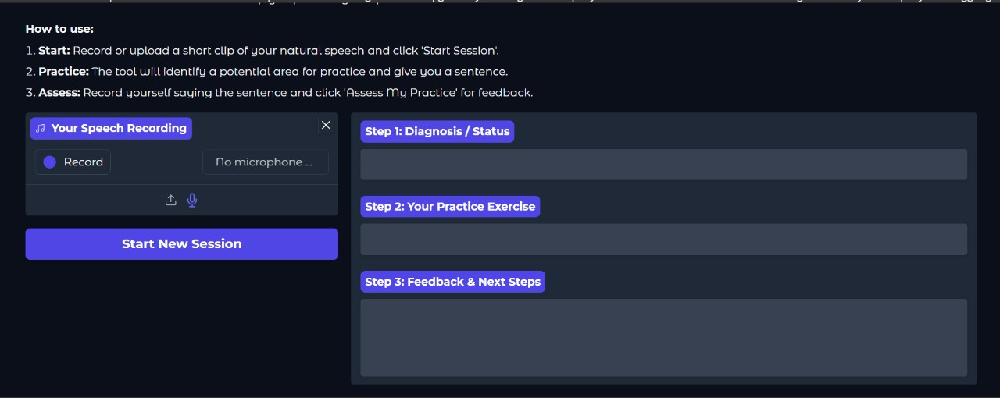 How to use:
1. Start: Record or upload a short clip of your natural speech and click 'Start Session'.
2. Practice: The tool will identify a potential area for practice and give you a sentence.
3. Assess: Record yourself saying the sentence and click 'Assess My Practice' for feedback.
Your Speech Recording
Record
No microphone ...
Start New Session
Step 1: Diagnosis / Status
Step 2: Your Practice Exercise
Step 3: Feedback & Next Steps